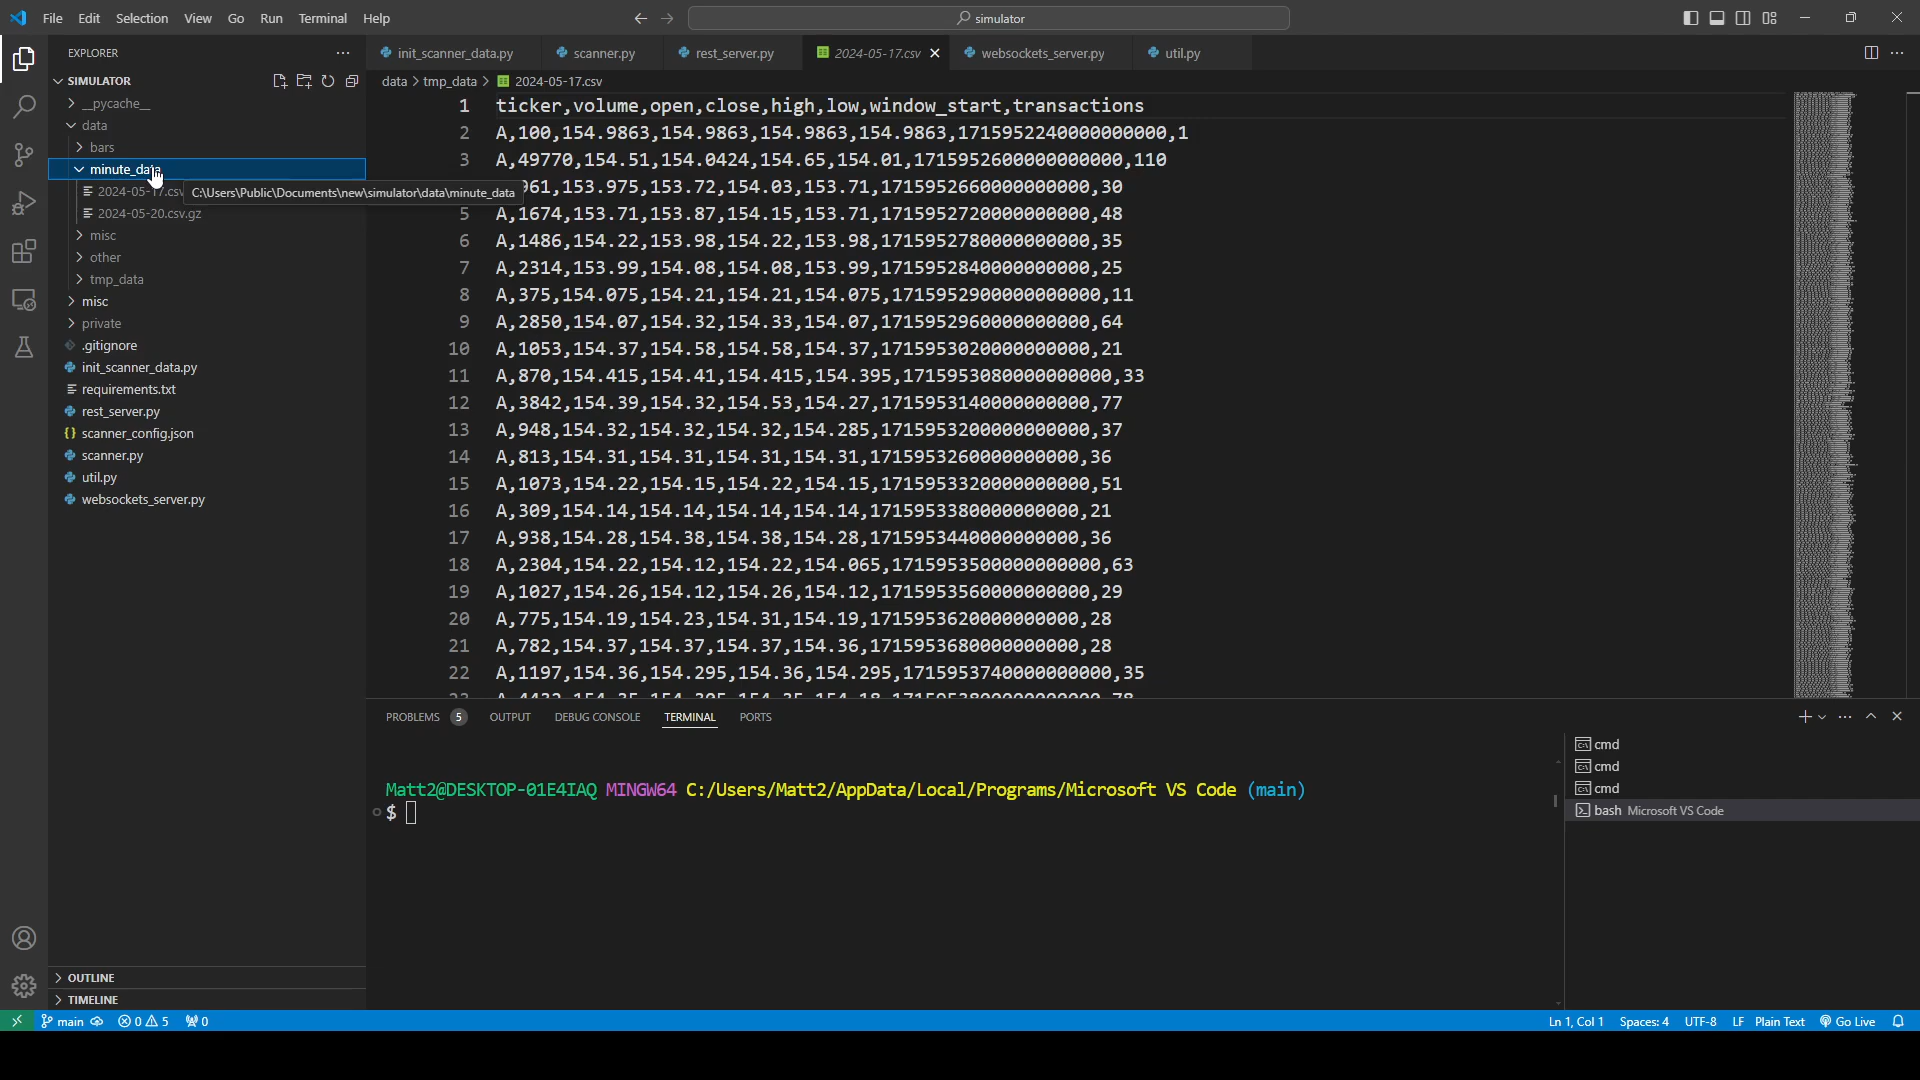 File Edit Selection View Go Run Terminal Help
simulator
EXPLORER
SIMULATOR
__pycache__
data
bars
minute_data
2024-05-17.csv
C:\Users\Public\Documents\new\simulator\data\minute_data
2024-05-20.csv.gz
misc
other
tmp_data
misc
private
.gitignore
init_scanner_data.py
requirements.txt
rest_server.py
scanner_config.json
scanner.py
util.py
websockets_server.py
OUTLINE
TIMELINE
init_scanner_data.py scanner.py rest_server.py 2024-05-17.csv websockets_server.py util.py
data > tmp_data > 2024-05-17.csv
1 ticker,volume,open,close,high,low,window_start,transactions
2 A,100,154.9863,154.9863,154.9863,154.9863,1715952240000000000,1
3 A,49770,154.51,154.0424,154.65,154.01,1715952600000000000,110
961,153.975,153.72,154.03,153.71,1715952660000000000,30
5 A,1674,153.71,153.87,154.15,153.71,1715952720000000000,48
6 A,1486,154.22,153.98,154.22,153.98,1715952780000000000,35
7 A,2314,153.99,154.08,154.08,153.99,1715952840000000000,25
8 A,375,154.075,154.21,154.21,154.075,1715952900000000000,11
9 A,2850,154.07,154.32,154.33,154.07,1715952960000000000,64
10 A,1053,154.37,154.58,154.58,154.37,1715953020000000000,21
11 A,870,154.415,154.41,154.415,154.395,1715953080000000000,33
12 A,3842,154.39,154.32,154.53,154.27,1715953140000000000,77
13 A,948,154.32,154.32,154.32,154.285,1715953200000000000,37
14 A,813,154.31,154.31,154.31,154.31,1715953260000000000,36
15 A,1073,154.22,154.15,154.22,154.15,1715953320000000000,51
16 A,309,154.14,154.14,154.14,154.14,1715953380000000000,21
17 A,938,154.28,154.38,154.38,154.28,1715953440000000000,36
18 A,2304,154.22,154.12,154.22,154.065,1715953500000000000,63
19 A,1027,154.26,154.12,154.26,154.12,1715953560000000000,29
20 A,775,154.19,154.23,154.31,154.19,1715953620000000000,28
21 A,782,154.37,154.37,154.37,154.36,1715953680000000000,28
22 A,1197,154.36,154.295,154.36,154.295,1715953740000000000,35
PROBLEMS 5 OUTPUT DEBUG CONSOLE TERMINAL PORTS
Matt2@DESKTOP-01E4IAQ MINGW64 C:/Users/Matt2/AppData/Local/Programs/Microsoft VS Code (main)
$
cmd
cmd
cmd
bash Microsoft VS Code
main 0 5 0
Ln 1, Col 1 Spaces: 4 UTF-8 LF Plain Text Go Live